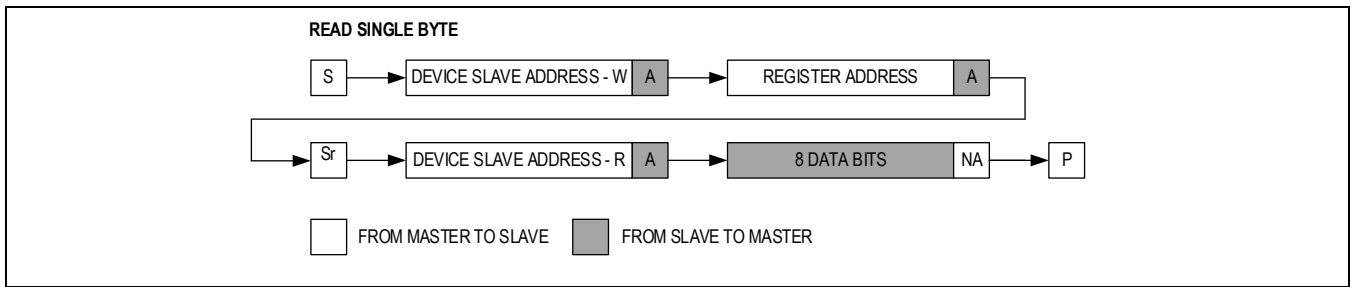 READ SINGLE BYTE
S DEVICE SLAVE ADDRESS - W A REGISTER ADDRESS A
Sr DEVICE SLAVE ADDRESS - R A 8 DATA BITS NA P
FROM MASTER TO SLAVE FROM SLAVE TO MASTER